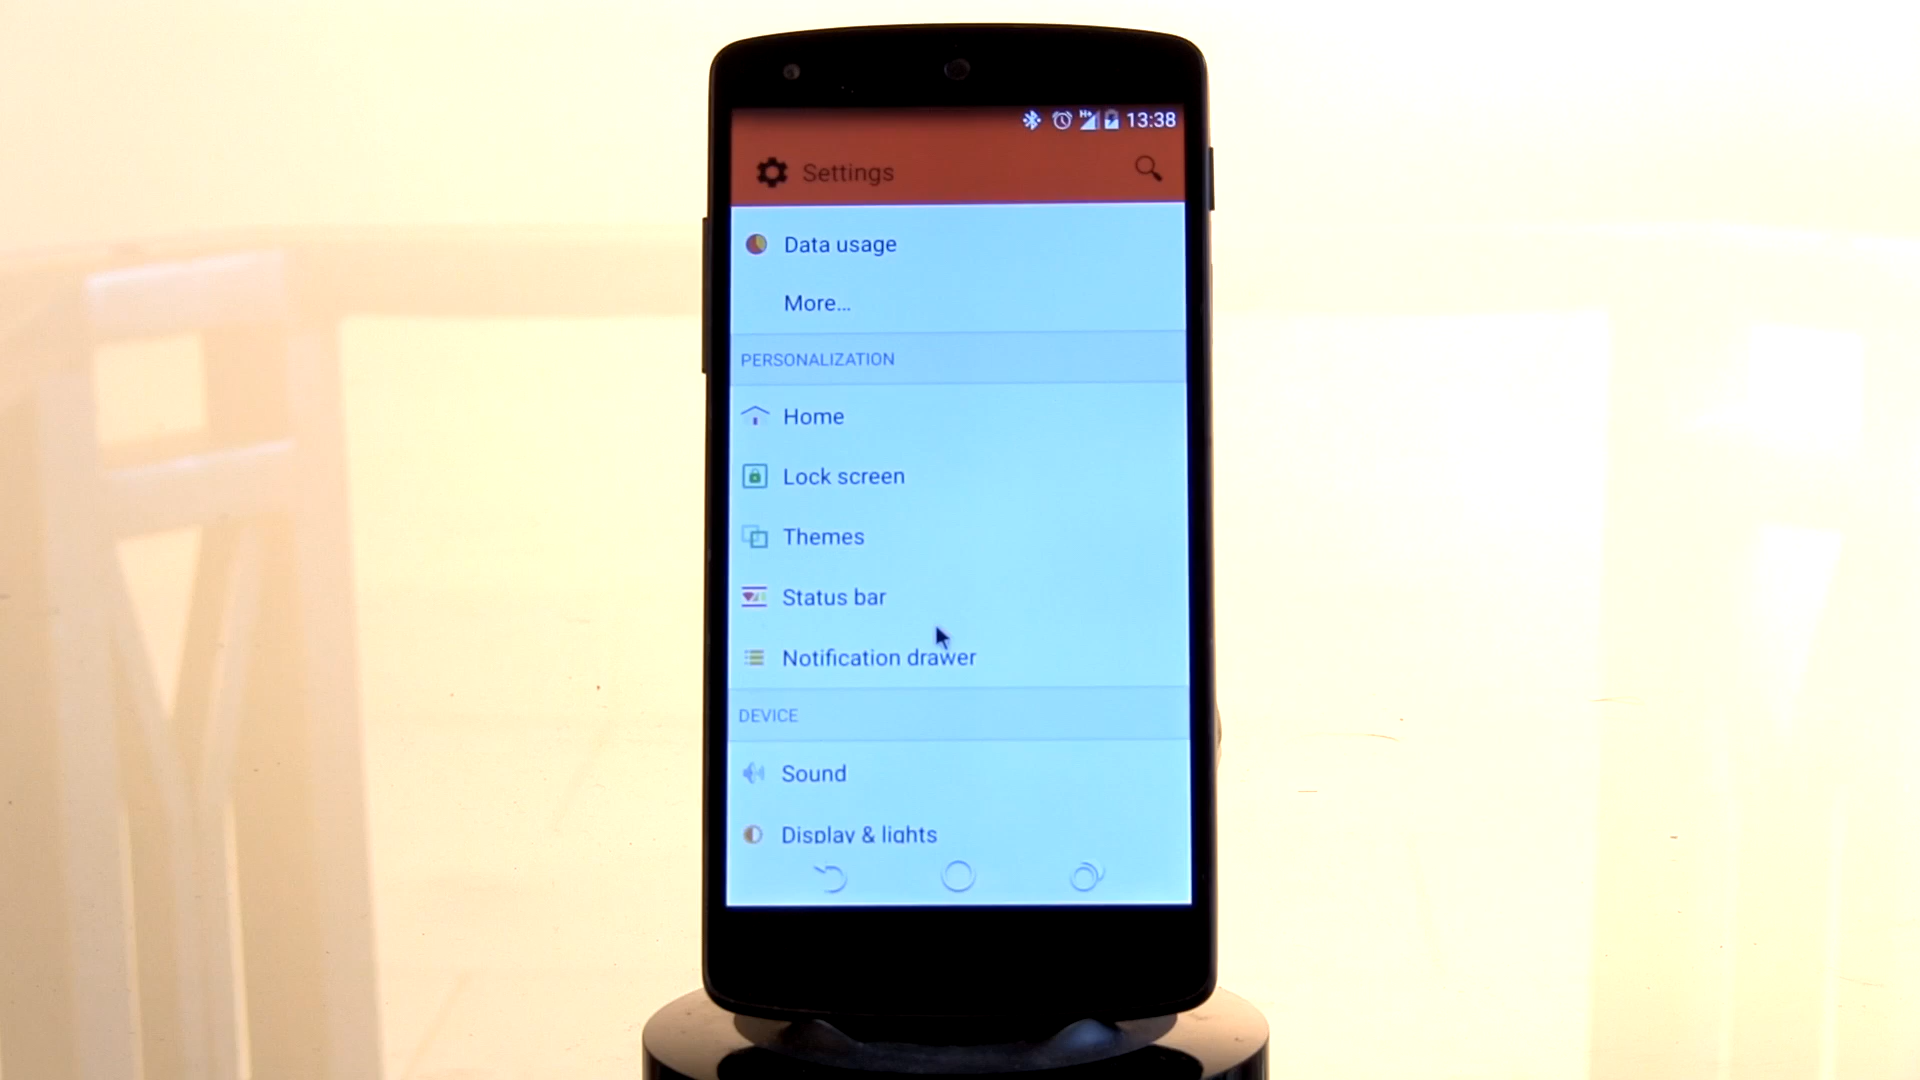 H+ 13:38
Settings
Data usage
More...
PERSONALIZATION
Home
Lock screen
Themes
Status bar
Notification drawer
DEVICE
Sound
Display & lights